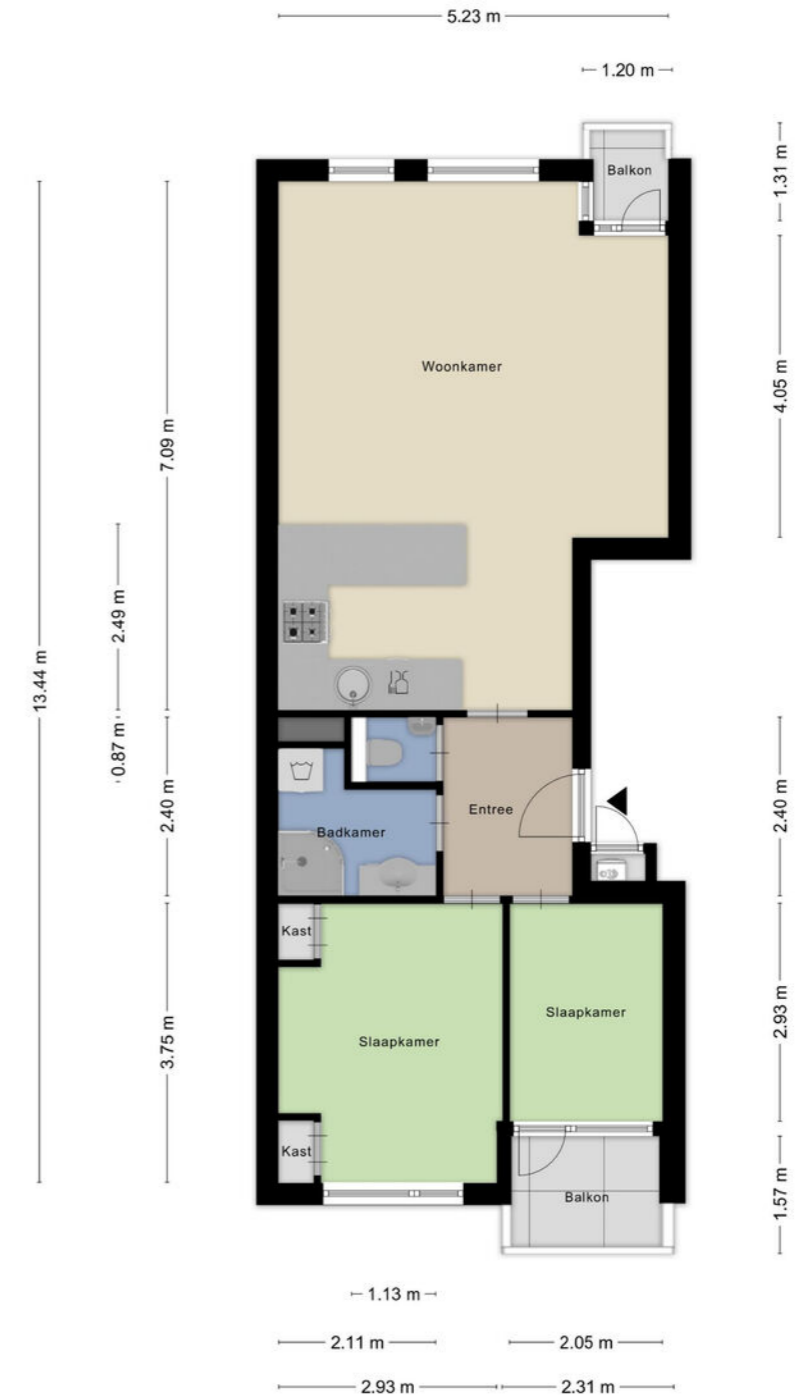 5.23 m
1.20 m
Balkon
1.31 m
Woonkamer
4.05 m
7.09 m
2.49 m
13.44 m
0.87 m
2.40 m
Entree
2.40 m
Badkamer
Kast
Slaapkamer
2.93 m
Slaapkamer
3.75 m
Kast
Balkon
1.57 m
1.13 m
2.11 m
2.05 m
2.93 m
2.31 m